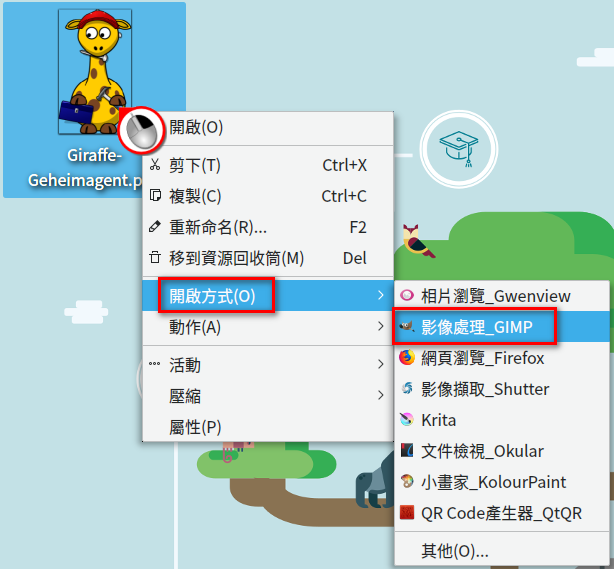 Giraffe-
Geheimagent.p
開啟(O)
剪下(T) Ctrl+X
複製(C) Ctrl+C
重新命名(R)... F2
移到資源回收筒(M) Del
開啟方式(O)
動作(A)
活動
壓縮
屬性(P)
相片瀏覽_Gwenview
影像處理_GIMP
網頁瀏覽_Firefox
影像擷取_Shutter
Krita
文件檢視_Okular
小畫家_KolourPaint
QR Code產生器_QtQR
其他(O)...